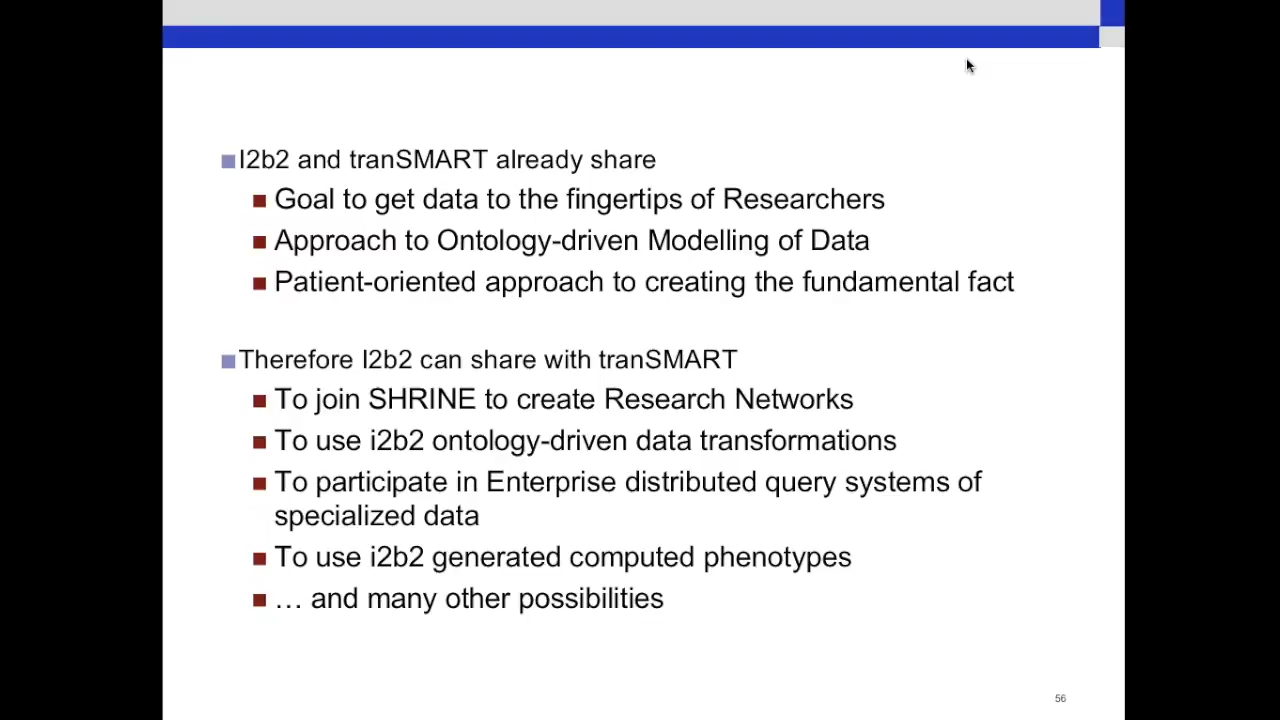 I2b2 and tranSMART already share
Goal to get data to the fingertips of Researchers
Approach to Ontology-driven Modelling of Data
Patient-oriented approach to creating the fundamental fact
Therefore I2b2 can share with tranSMART
To join SHRINE to create Research Networks
To use i2b2 ontology-driven data transformations
To participate in Enterprise distributed query systems of
specialized data
To use i2b2 generated computed phenotypes
… and many other possibilities
56